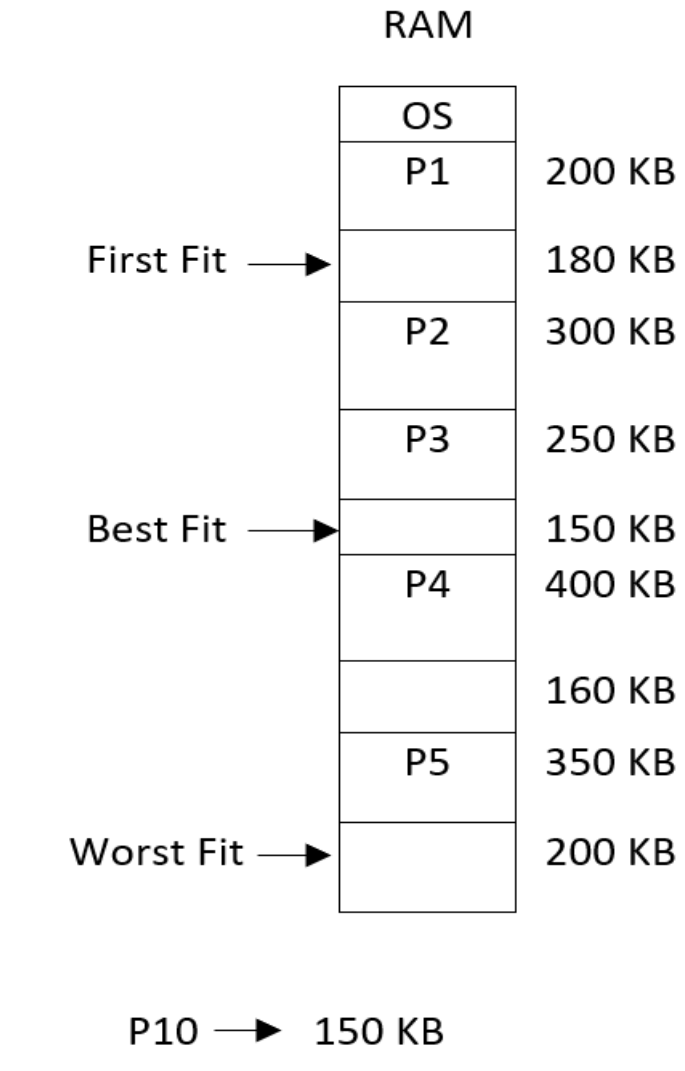 RAM
OS
P1 200 KB
First Fit 180 KB
P2 300 KB
P3 250 KB
Best Fit 150 KB
P4 400 KB
160 KB
P5 350 KB
Worst Fit 200 KB
P10 150 KB